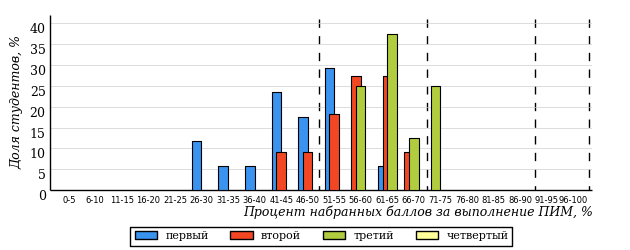 Доля студентов, %
40
35
30
25
20
15
10
5
0
0-5 6-10 11-15 16-20 21-25 26-30 31-35 36-40 41-45 46-50 51-55 56-60 61-65 66-70 71-75 76-80 81-85 86-90 91-95 96-100
Процент набранных баллов за выполнение ПИМ, %
первый второй третий четвертый